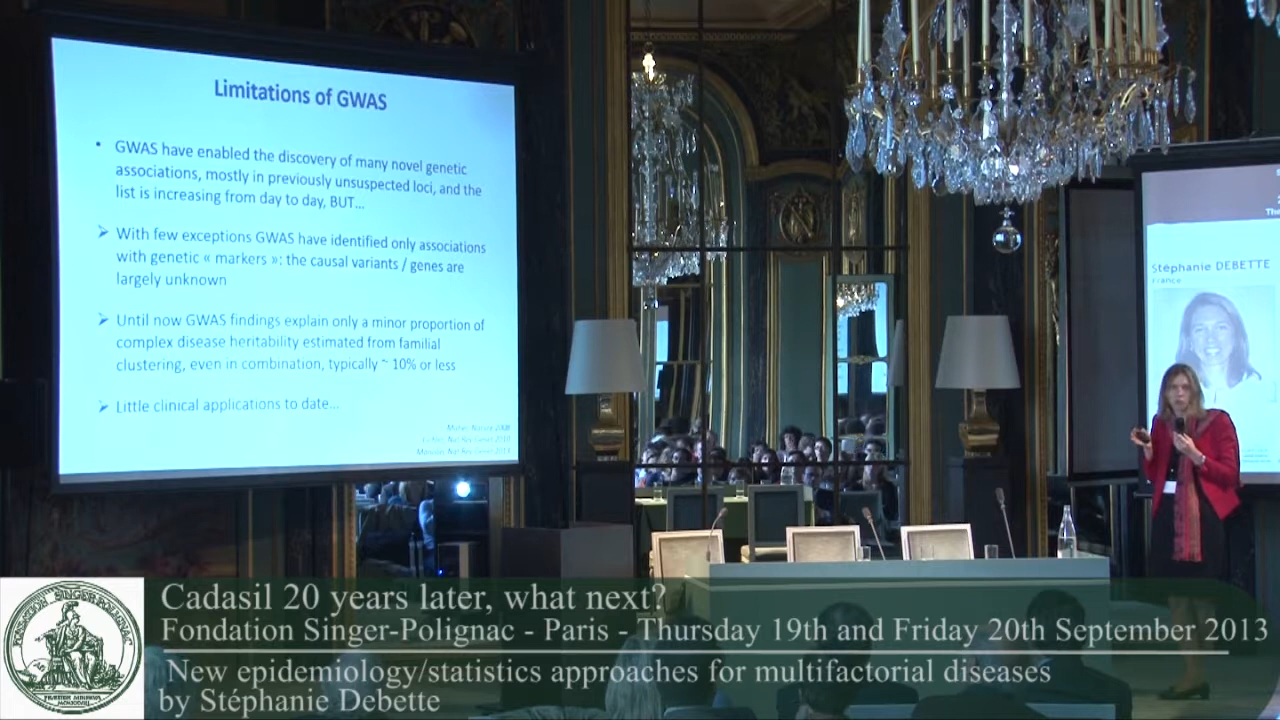 Limitations of GWAS
• GWAS have enabled the discovery of many novel genetic
associations, mostly in previously unsuspected loci, and the
list is increasing from day to day, BUT...
➢ With few exceptions GWAS have identified only associations
with genetic « markers »: the causal variants / genes are
largely unknown
➢ Until now GWAS findings explain only a minor proportion of
complex disease heritability estimated from familial
clustering, even in combination, typically ~ 10% or less
➢ Little clinical applications to date...
Stéphanie DEBETTE
France
FONDATION SINGER-POLIGNAC
Cadasil 20 years later, what next?
Fondation Singer-Polignac - Paris - Thursday 19th and Friday 20th September 2013
New epidemiology/statistics approaches for multifactorial diseases
by Stéphanie Debette